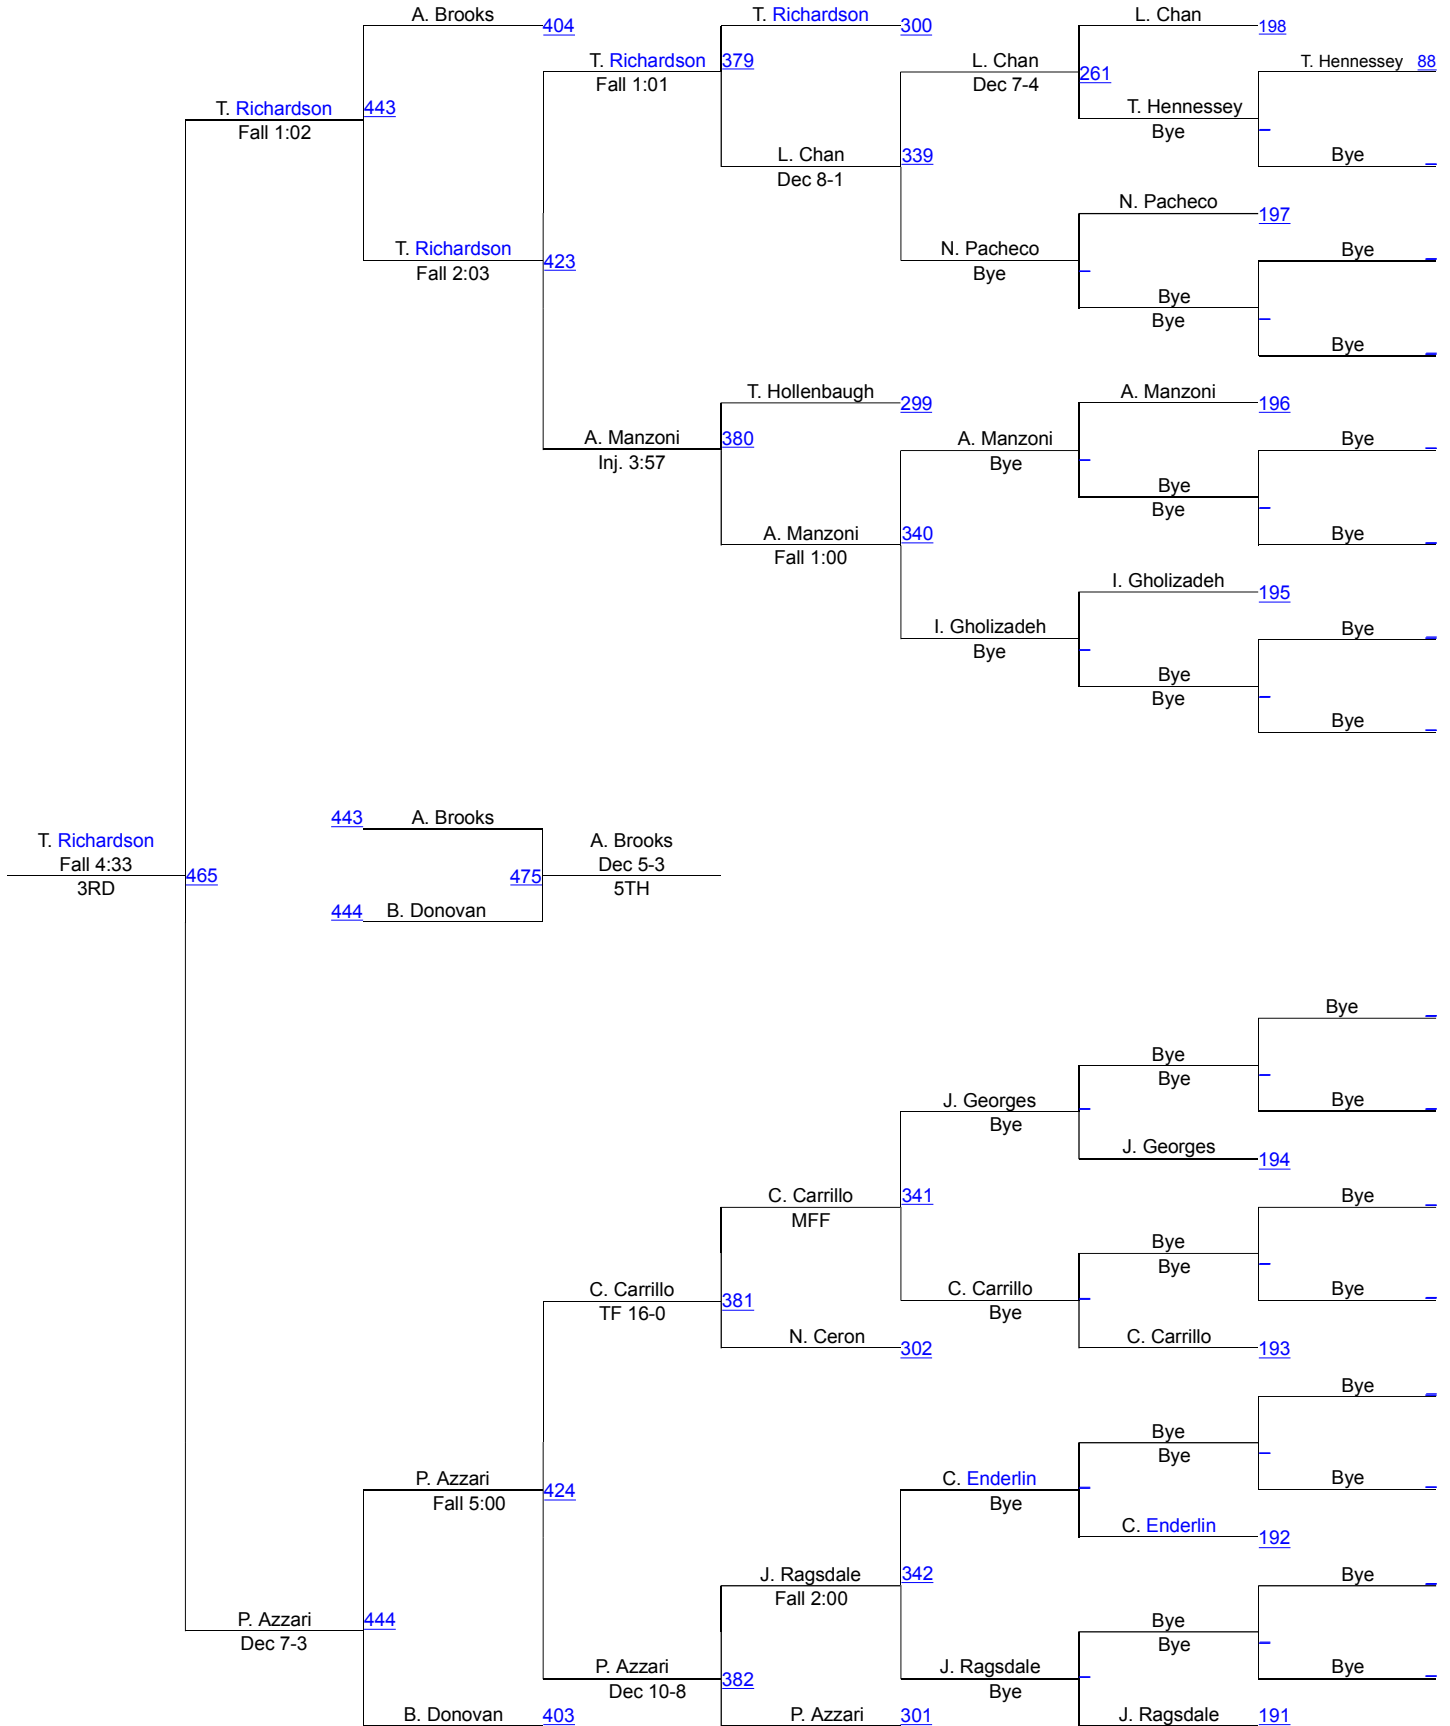 A. Brooks
404
T. Richardson
300
L. Chan
198
T. Richardson
379
Fall 1:01
L. Chan
261
Dec 7-4
T. Hennessey 88
T. Richardson
443
Fall 1:02
T. Hennessey
Bye
L. Chan
339
Dec 8-1
Bye
N. Pacheco
197
T. Richardson
423
Fall 2:03
N. Pacheco
Bye
Bye
Bye
Bye
Bye
T. Hollenbaugh
299
A. Manzoni
196
A. Manzoni
380
Inj. 3:57
A. Manzoni
Bye
Bye
Bye
Bye
A. Manzoni
340
Fall 1:00
Bye
I. Gholizadeh
195
I. Gholizadeh
Bye
Bye
Bye
Bye
Bye
443
A. Brooks
T. Richardson
Fall 4:33
465
3RD
475
A. Brooks
Dec 5-3
5TH
444
B. Donovan
Bye
Bye
Bye
J. Georges
Bye
Bye
J. Georges
194
C. Carrillo
341
MFF
Bye
Bye
Bye
C. Carrillo
381
TF 16-0
C. Carrillo
Bye
Bye
N. Ceron
302
C. Carrillo
193
Bye
Bye
Bye
P. Azzari
424
Fall 5:00
C. Enderlin
Bye
Bye
C. Enderlin
192
J. Ragsdale
342
Fall 2:00
Bye
P. Azzari
444
Dec 7-3
Bye
Bye
P. Azzari
382
Dec 10-8
J. Ragsdale
Bye
Bye
B. Donovan
403
P. Azzari
301
J. Ragsdale
191